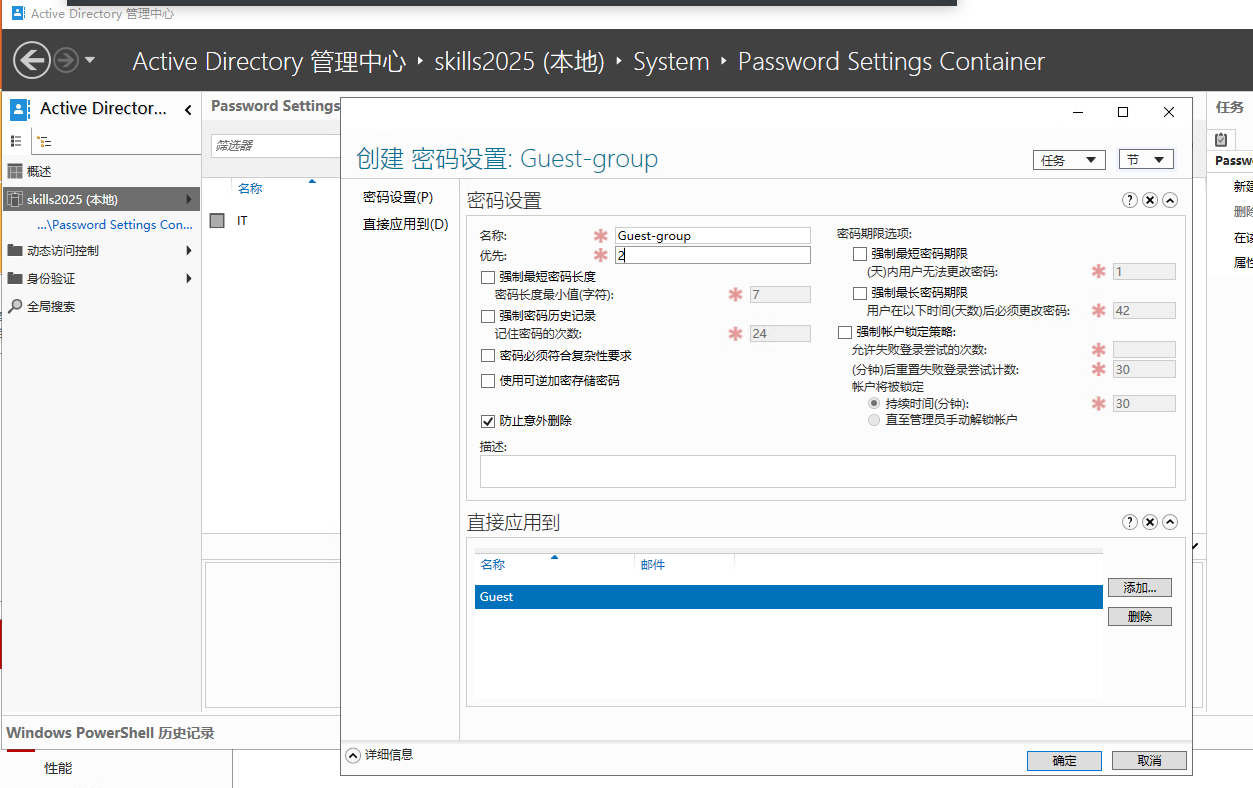 Active Directory 管理中心
Active Directory 管理中心 ‣ skills2025 (本地) ‣ System ‣ Password Settings Container
Active Director...
概述
skills2025 (本地)
...\Password Settings Con...
动态访问控制
身份验证
全局搜索
Password Settings
筛选器
名称
IT
创建 密码设置: Guest-group
任务
节
密码设置(P)
直接应用到(D)
密码设置
名称: * Guest-group
优先: * 2
强制最短密码长度
密码长度最小值(字符): * 7
强制密码历史记录
记住密码的次数: * 24
密码必须符合复杂性要求
使用可逆加密存储密码
防止意外删除
描述:
密码期限选项:
强制最短密码期限
(天)内用户无法更改密码: * 1
强制最长密码期限
用户在以下时间(天数)后必须更改密码: * 42
强制帐户锁定策略:
允许失败登录尝试的次数: *
(分钟)后重置失败登录尝试计数: * 30
帐户将被锁定
持续时间(分钟): * 30
直至管理员手动解锁帐户
直接应用到
名称 邮件
Guest
添加...
删除
详细信息
确定
取消
任务
Passw
新建
删除
在该
属性
Windows PowerShell 历史记录
性能